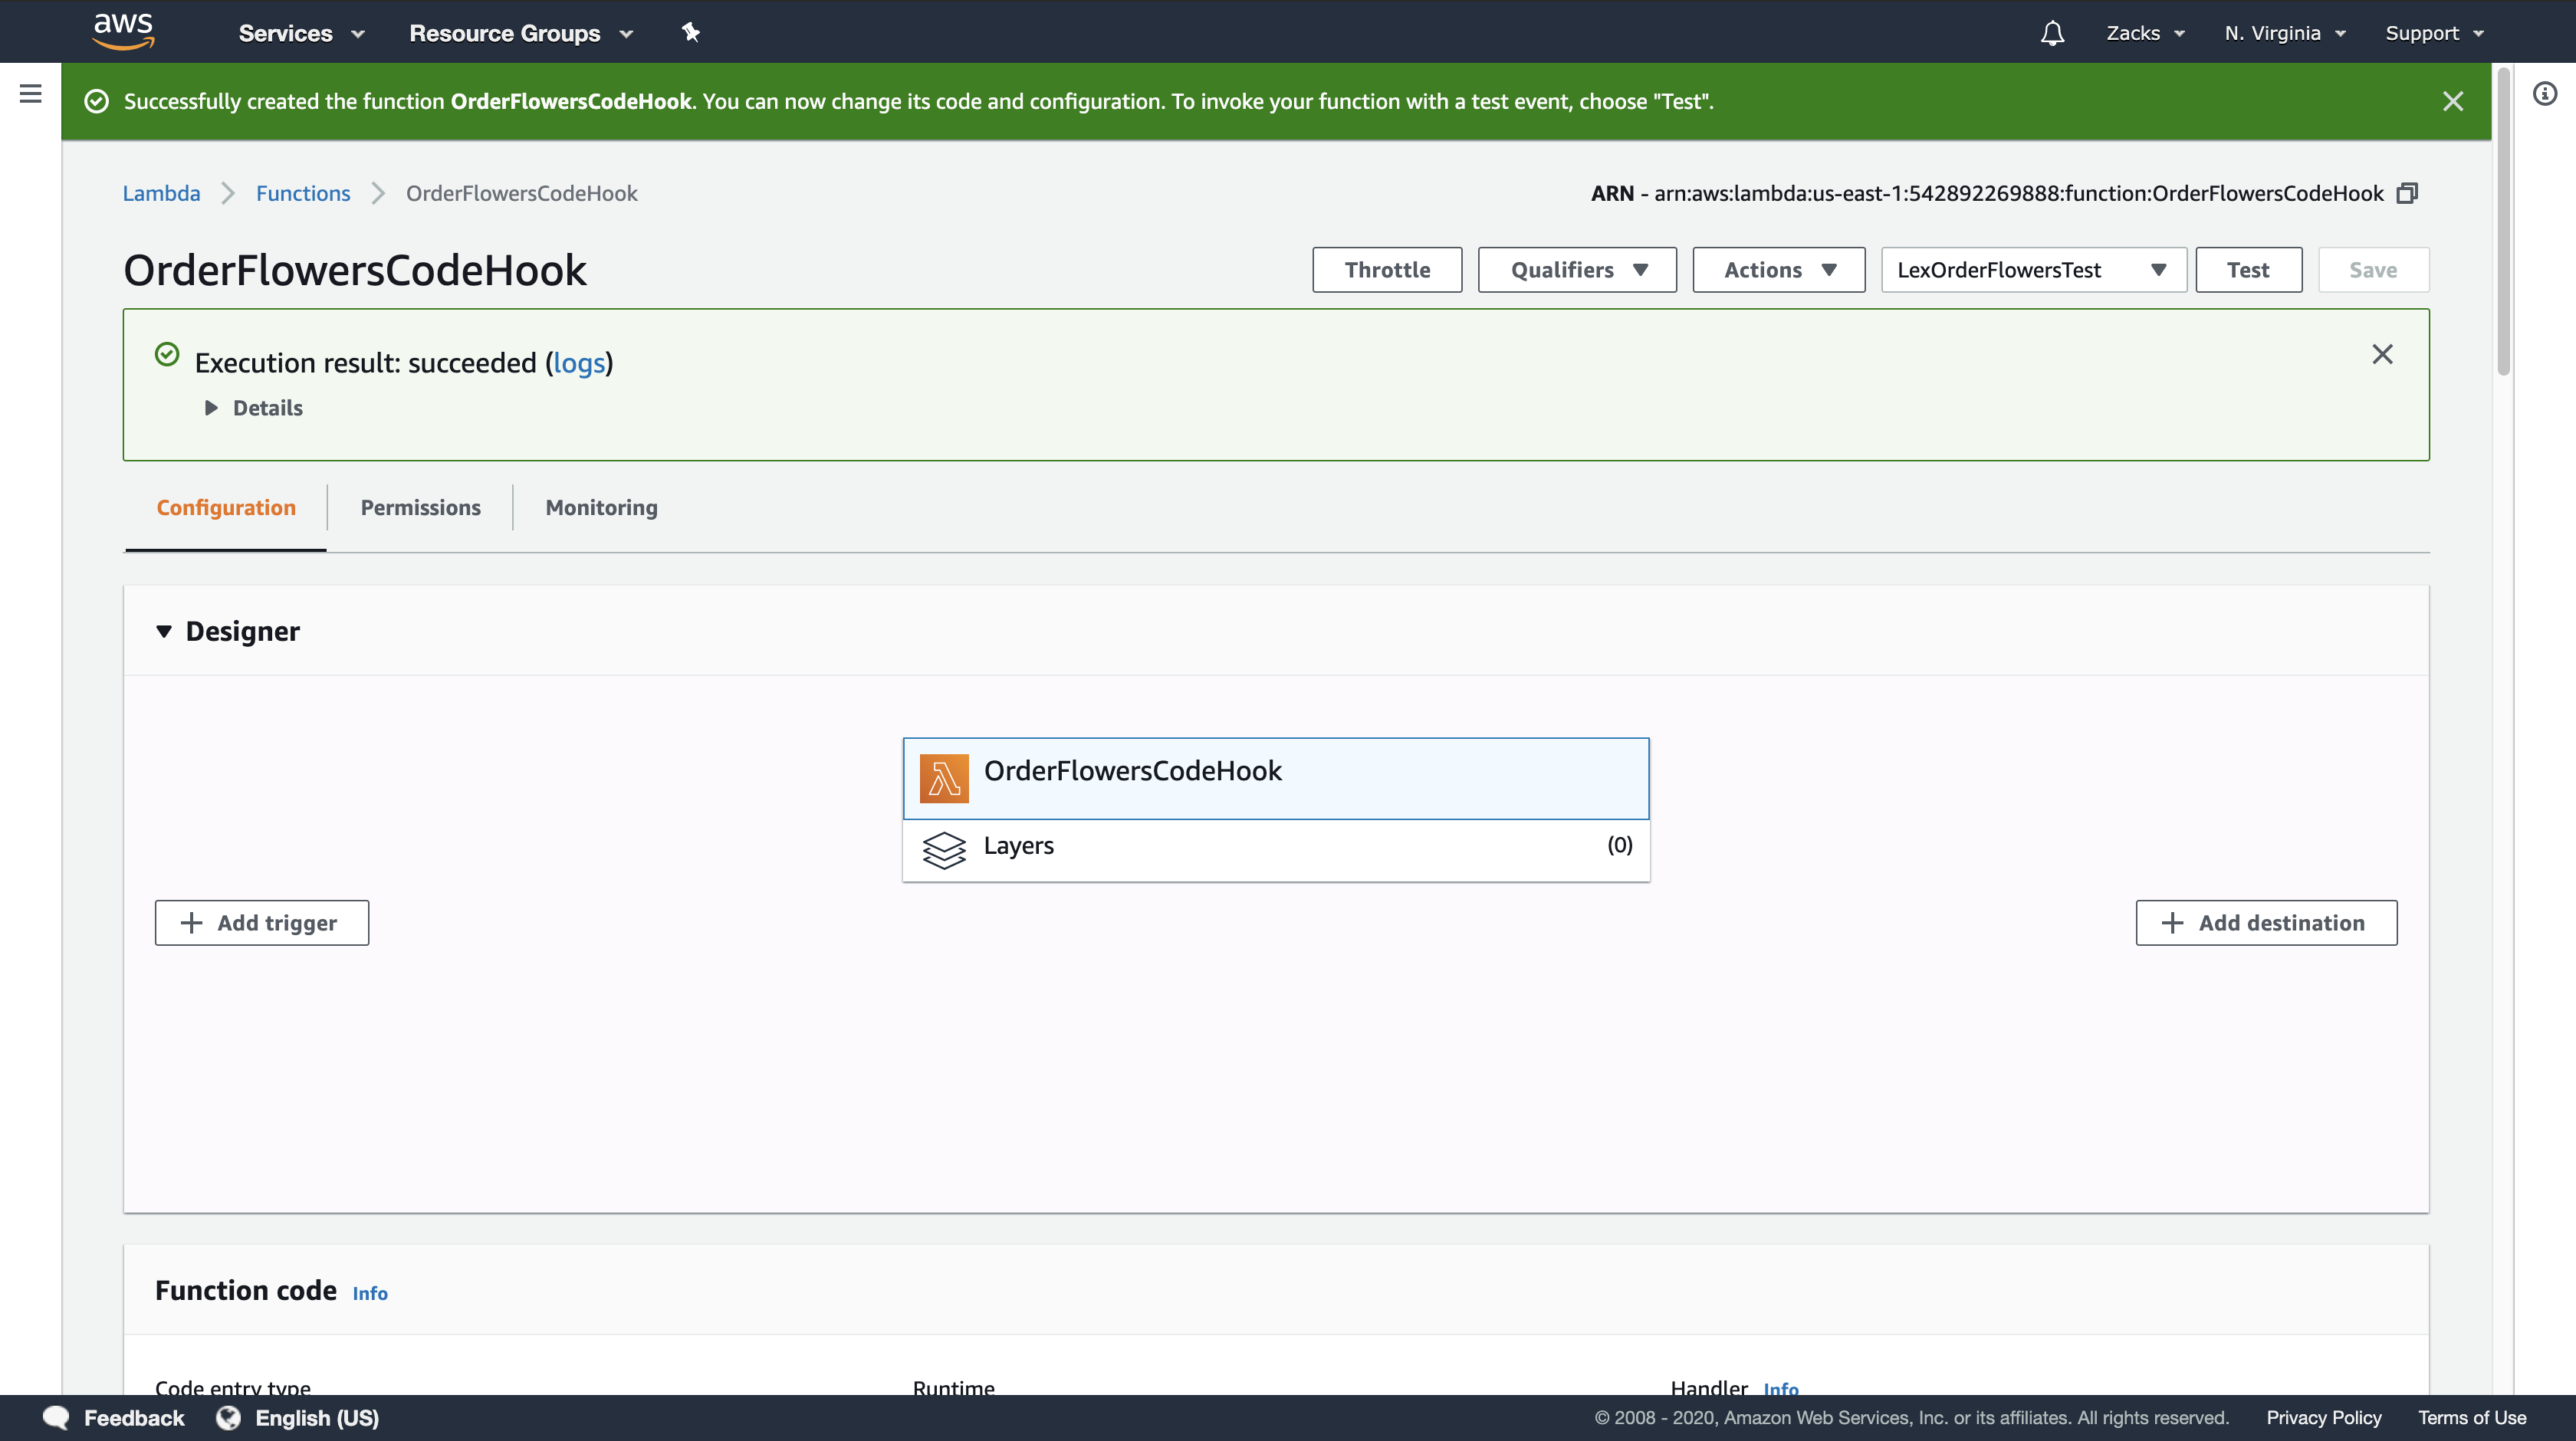 aws Services Resource Groups Zacks N. Virginia Support
Successfully created the function OrderFlowersCodeHook. You can now change its code and configuration. To invoke your function with a test event, choose "Test".
Lambda Functions OrderFlowersCodeHook ARN - arn:aws:lambda:us-east-1:542892269888:function:OrderFlowersCodeHook
OrderFlowersCodeHook Throttle Qualifiers Actions LexOrderFlowersTest Test Save
Execution result: succeeded (logs)
Details
Configuration Permissions Monitoring
Designer
OrderFlowersCodeHook
Layers (0)
Add trigger Add destination
Function code Info
Code entry type Runtime Handler Info
Feedback English (US) © 2008 - 2020, Amazon Web Services, Inc. or its affiliates. All rights reserved. Privacy Policy Terms of Use